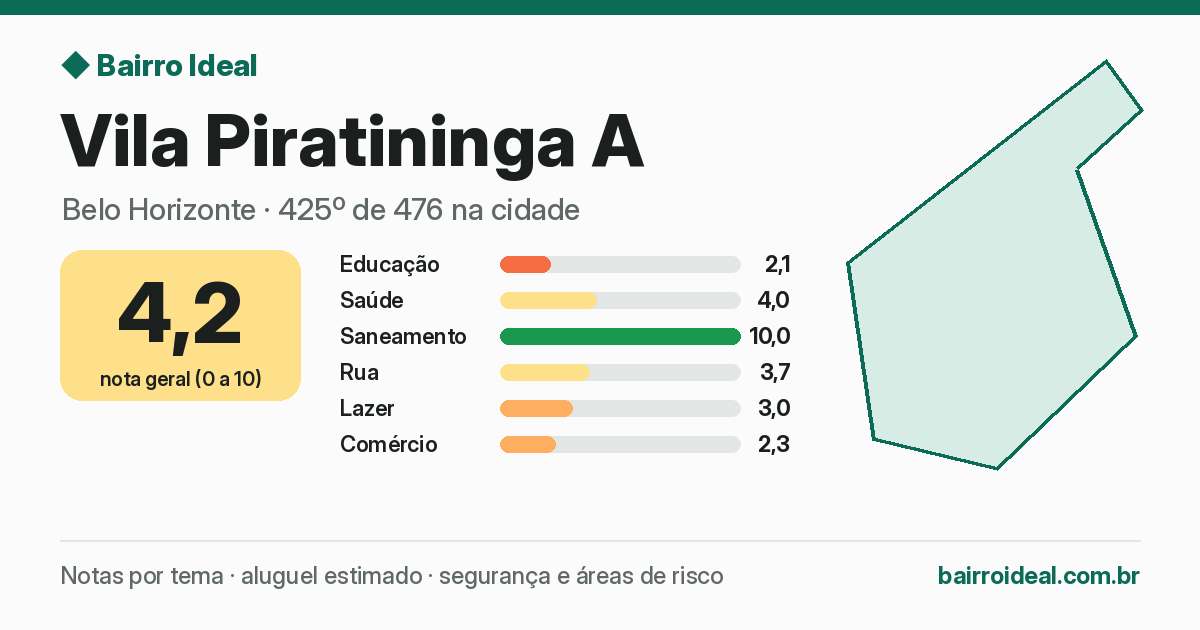 Bairro Ideal
Vila Piratininga A
Belo Horizonte · 425º de 476 na cidade
4,2
nota geral (0 a 10)
Educação 2,1
Saúde 4,0
Saneamento 10,0
Rua 3,7
Lazer 3,0
Comércio 2,3
Notas por tema · aluguel estimado · segurança e áreas de risco
bairroideal.com.br